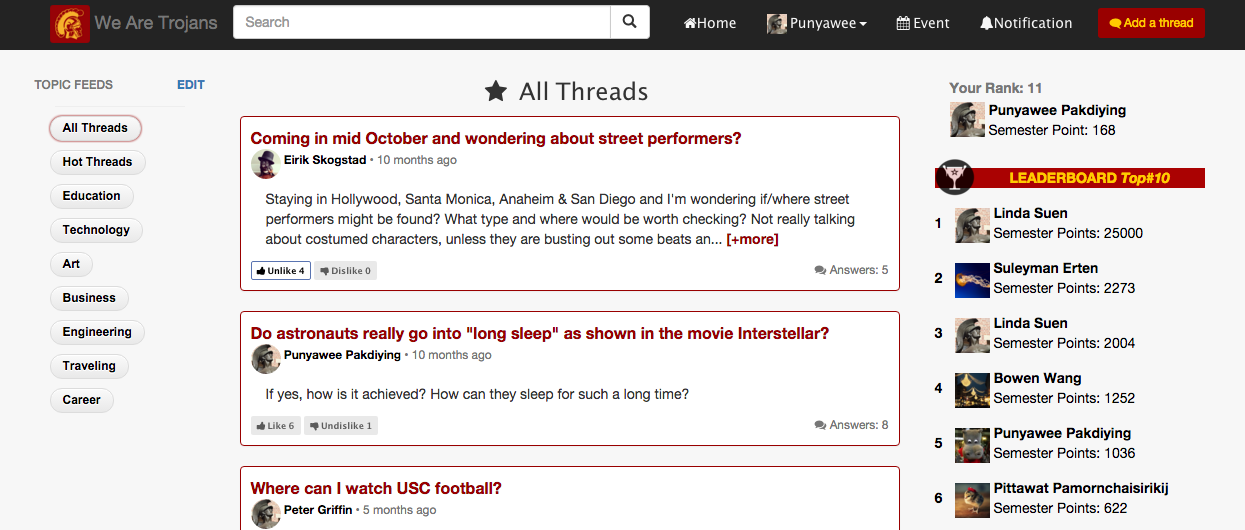 We Are Trojans
Search
Home
Punyawee
Event
Notification
Add a thread
TOPIC FEEDS
EDIT
All Threads
Hot Threads
Education
Technology
Art
Business
Engineering
Traveling
Career
All Threads
Coming in mid October and wondering about street performers?
Eirik Skogstad • 10 months ago
Staying in Hollywood, Santa Monica, Anaheim & San Diego and I'm wondering if/where street
performers might be found? What type and where would be worth checking? Not really talking
about costumed characters, unless they are busting out some beats an... [+more]
Unlike 4
Dislike 0
Answers: 5
Do astronauts really go into "long sleep" as shown in the movie Interstellar?
Punyawee Pakdiying • 10 months ago
If yes, how is it achieved? How can they sleep for such a long time?
Like 6
Undislike 1
Answers: 8
Where can I watch USC football?
Peter Griffin • 5 months ago
Your Rank: 11
Punyawee Pakdiying
Semester Point: 168
LEADERBOARD Top#10
1
Linda Suen
Semester Points: 25000
2
Suleyman Erten
Semester Points: 2273
3
Linda Suen
Semester Points: 2004
4
Bowen Wang
Semester Points: 1252
5
Punyawee Pakdiying
Semester Points: 1036
6
Pittawat Pamornchaisirikij
Semester Points: 622